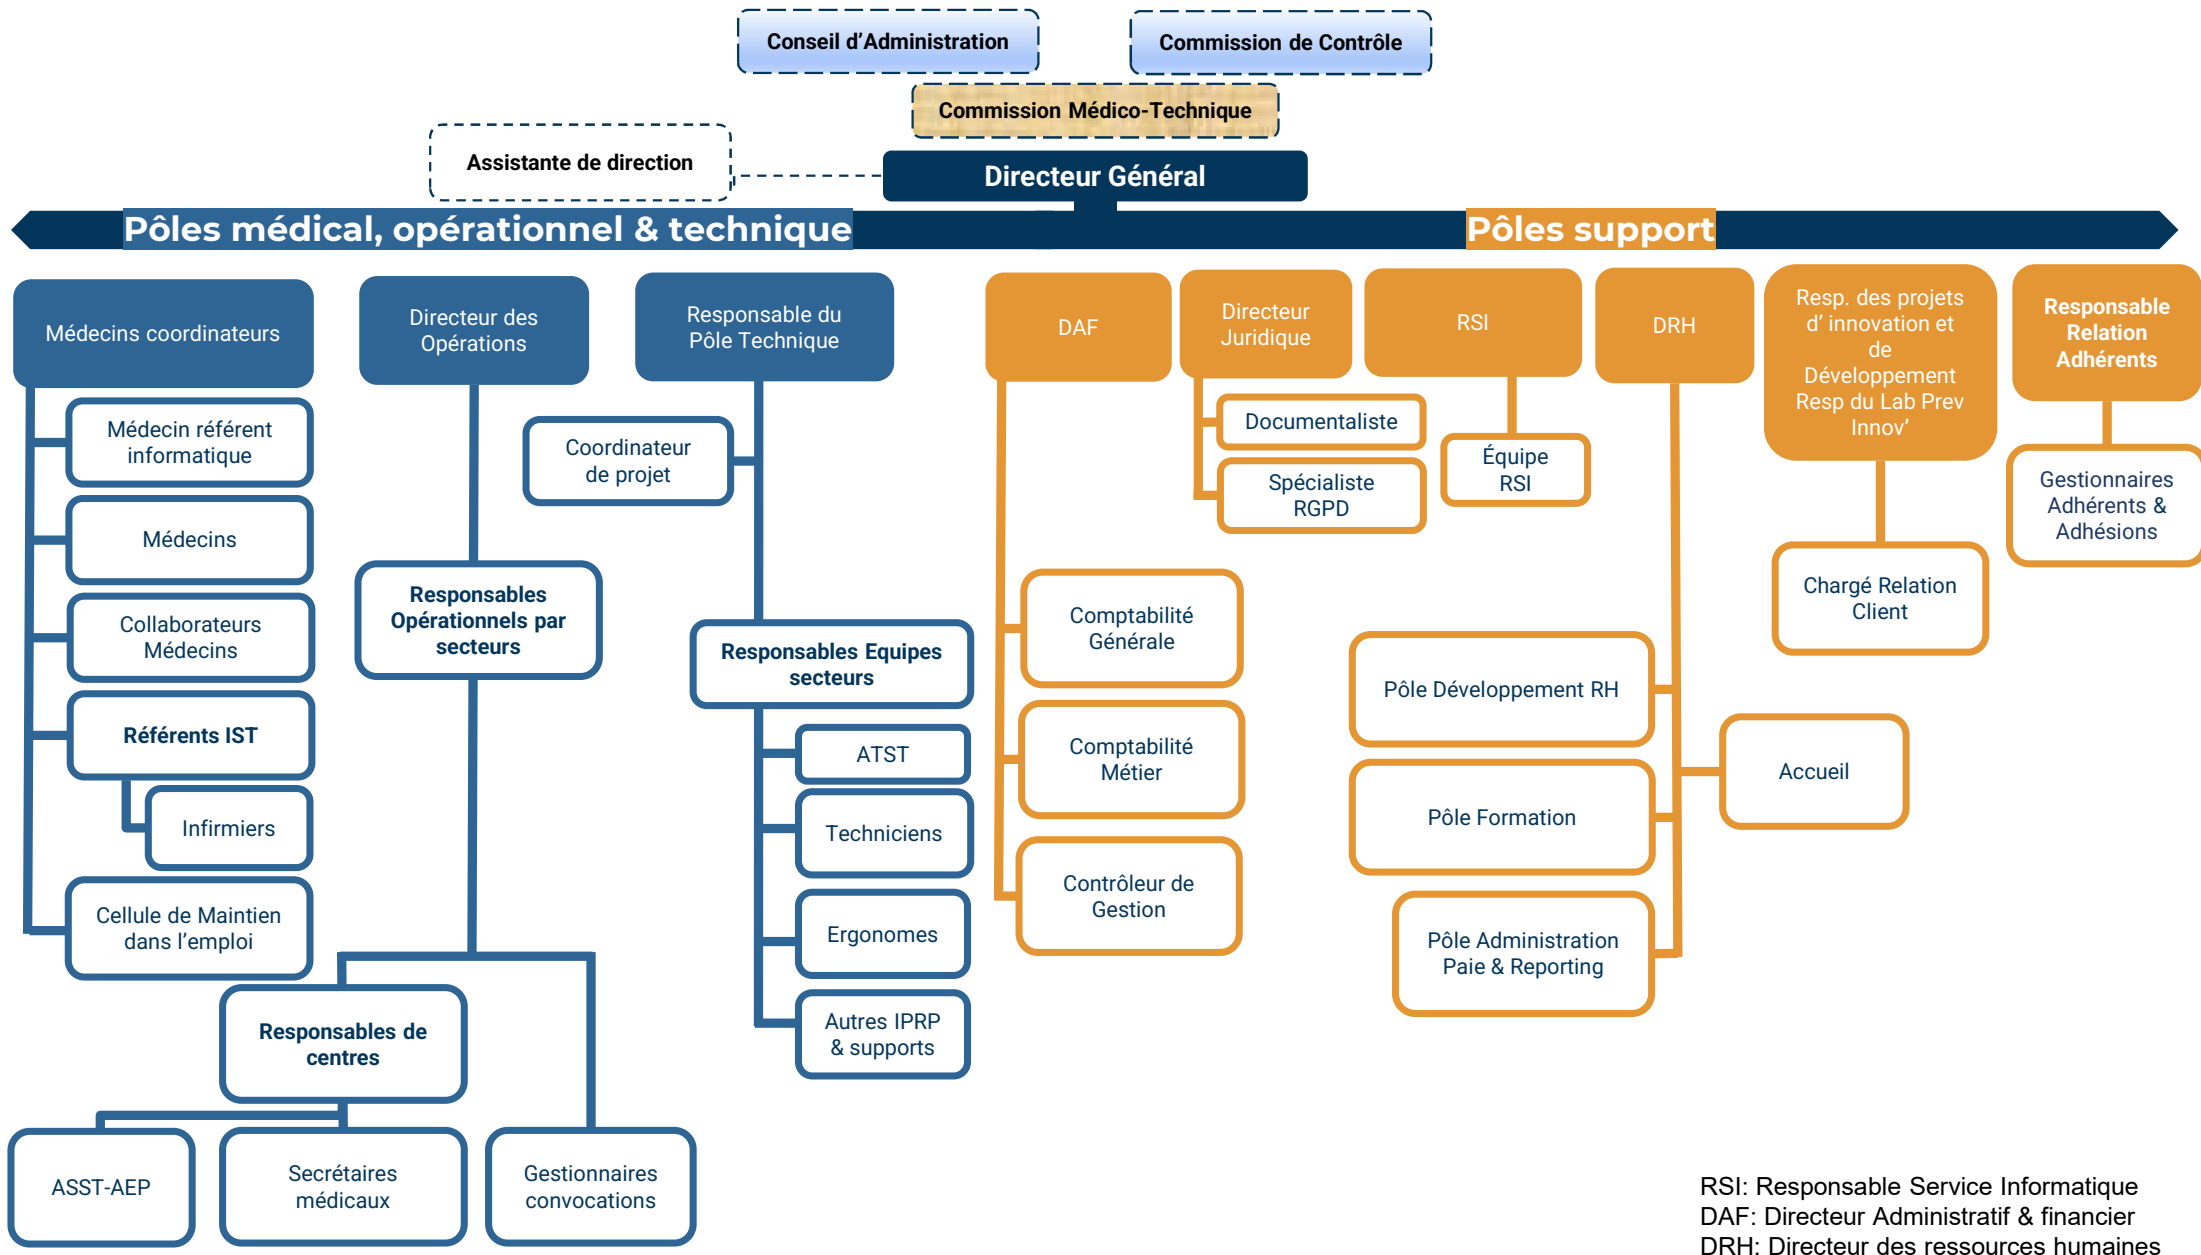 Conseil d’Administration
Commission de Contrôle
Commission Médico-Technique
Assistante de direction
Directeur Général
Pôles médical, opérationnel & technique
Pôles support
Médecins coordinateurs
Médecin référent
informatique
Médecins
Collaborateurs
Médecins
Référents IST
Infirmiers
Cellule de Maintien
dans l’emploi
Directeur des
Opérations
Responsables
Opérationnels par
secteurs
Responsables de
centres
ASST-AEP
Secrétaires
médicaux
Gestionnaires
convocations
Responsable du
Pôle Technique
Coordinateur
de projet
Responsables Equipes
secteurs
ATST
Techniciens
Ergonomes
Autres IPRP
& supports
DAF
Comptabilité
Générale
Comptabilité
Métier
Contrôleur de
Gestion
Directeur
Juridique
Documentaliste
Spécialiste
RGPD
RSI
Équipe
RSI
DRH
Pôle Développement RH
Accueil
Pôle Formation
Pôle Administration
Paie & Reporting
Resp. des projets
d’ innovation et
de
Développement
Resp du Lab Prev
Innov’
Chargé Relation
Client
Responsable
Relation
Adhérents
Gestionnaires
Adhérents &
Adhésions
RSI: Responsable Service Informatique
DAF: Directeur Administratif & financier
DRH: Directeur des ressources humaines